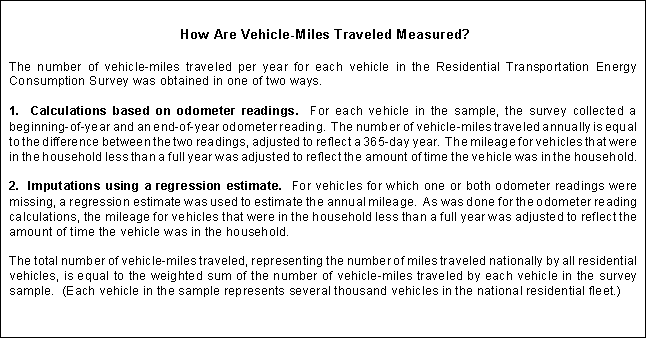 How Are Vehicle-Miles Traveled Measured?
The number of vehicle-miles traveled per year for each vehicle in the Residential Transportation Energy
Consumption Survey was obtained in one of two ways.
1. Calculations based on odometer readings. For each vehicle in the sample, the survey collected a
beginning-of-year and an end-of-year odometer reading. The number of vehicle-miles traveled annually is equal
to the difference between the two readings, adjusted to reflect a 365-day year. The mileage for vehicles that were
in the household less than a full year was adjusted to reflect the amount of time the vehicle was in the household.
2. Imputations using a regression estimate. For vehicles for which one or both odometer readings were
missing, a regression estimate was used to estimate the annual mileage. As was done for the odometer reading
calculations, the mileage for vehicles that were in the household less than a full year was adjusted to reflect the
amount of time the vehicle was in the household.
The total number of vehicle-miles traveled, representing the number of miles traveled nationally by all residential
vehicles, is equal to the weighted sum of the number of vehicle-miles traveled by each vehicle in the survey
sample. (Each vehicle in the sample represents several thousand vehicles in the national residential fleet.)